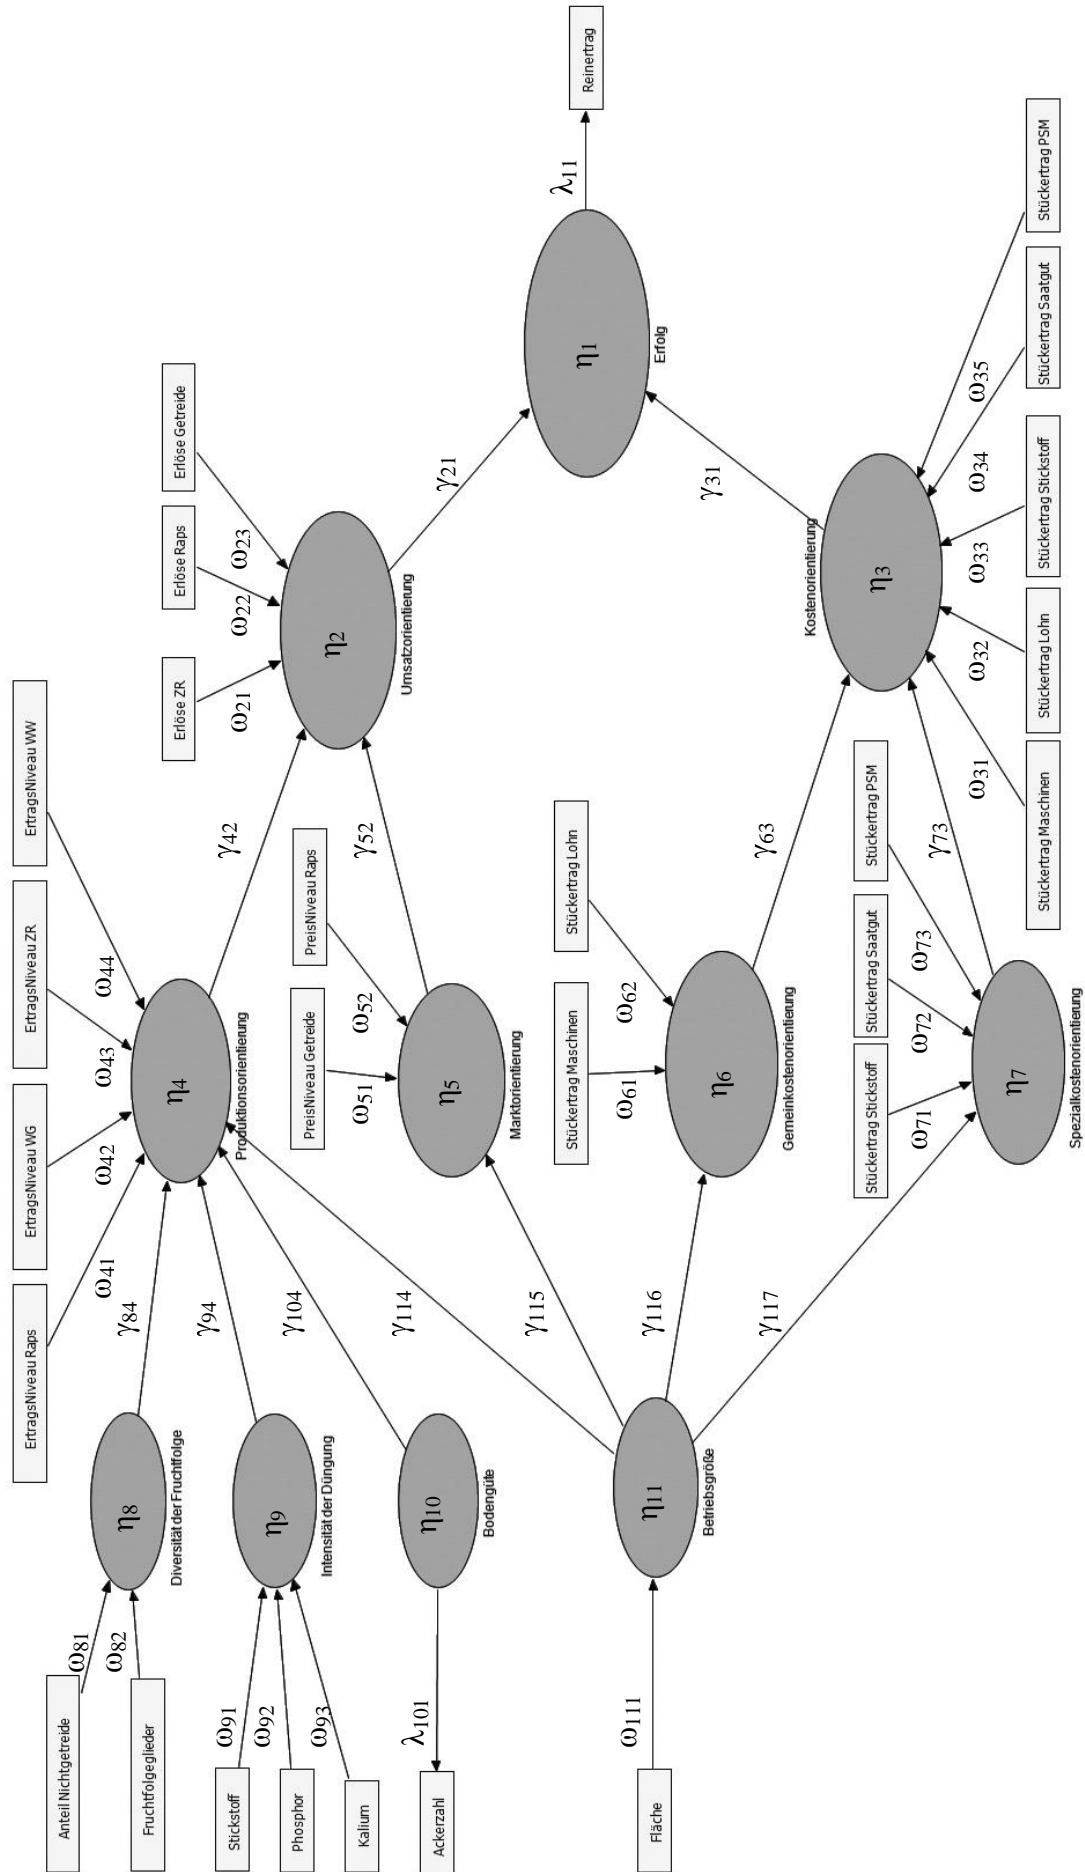 Anteil Nichtgetreide
Fruchtfolgeglieder
ω81
ω82
η8
Diversität der Fruchtfolge
Stickstoff
Phosphor
Kalium
ω91
ω92
ω93
η9
Intensität der Düngung
Ackerzahl
λ101
η10
Bodengüte
Fläche
ω111
η11
Betriebsgröße
γ84
γ94
γ104
γ114
γ115
γ116
γ117
ErtragsNiveau Raps
ErtragsNiveau WG
ErtragsNiveau ZR
ErtragsNiveau WW
ω41
ω42
ω43
ω44
η4
Produktionsorientierung
PreisNiveau Getreide
PreisNiveau Raps
ω51
ω52
η5
Marktorientierung
Stückertrag Maschinen
Stückertrag Lohn
ω61
ω62
η6
Gemeinkostenorientierung
Stückertrag Stickstoff
Stückertrag Saatgut
Stückertrag PSM
ω71
ω72
ω73
η7
Spezialkostenorientierung
γ42
γ52
γ63
γ73
Erlöse ZR
Erlöse Raps
Erlöse Getreide
ω21
ω22
ω23
η2
Umsatzorientierung
Kostenorientierung
η3
ω31
ω32
ω33
ω34
ω35
Stückertrag Maschinen
Stückertrag Lohn
Stückertrag Stickstoff
Stückertrag Saatgut
Stückertrag PSM
γ21
γ31
η1
Erfolg
λ11
Reinertrag